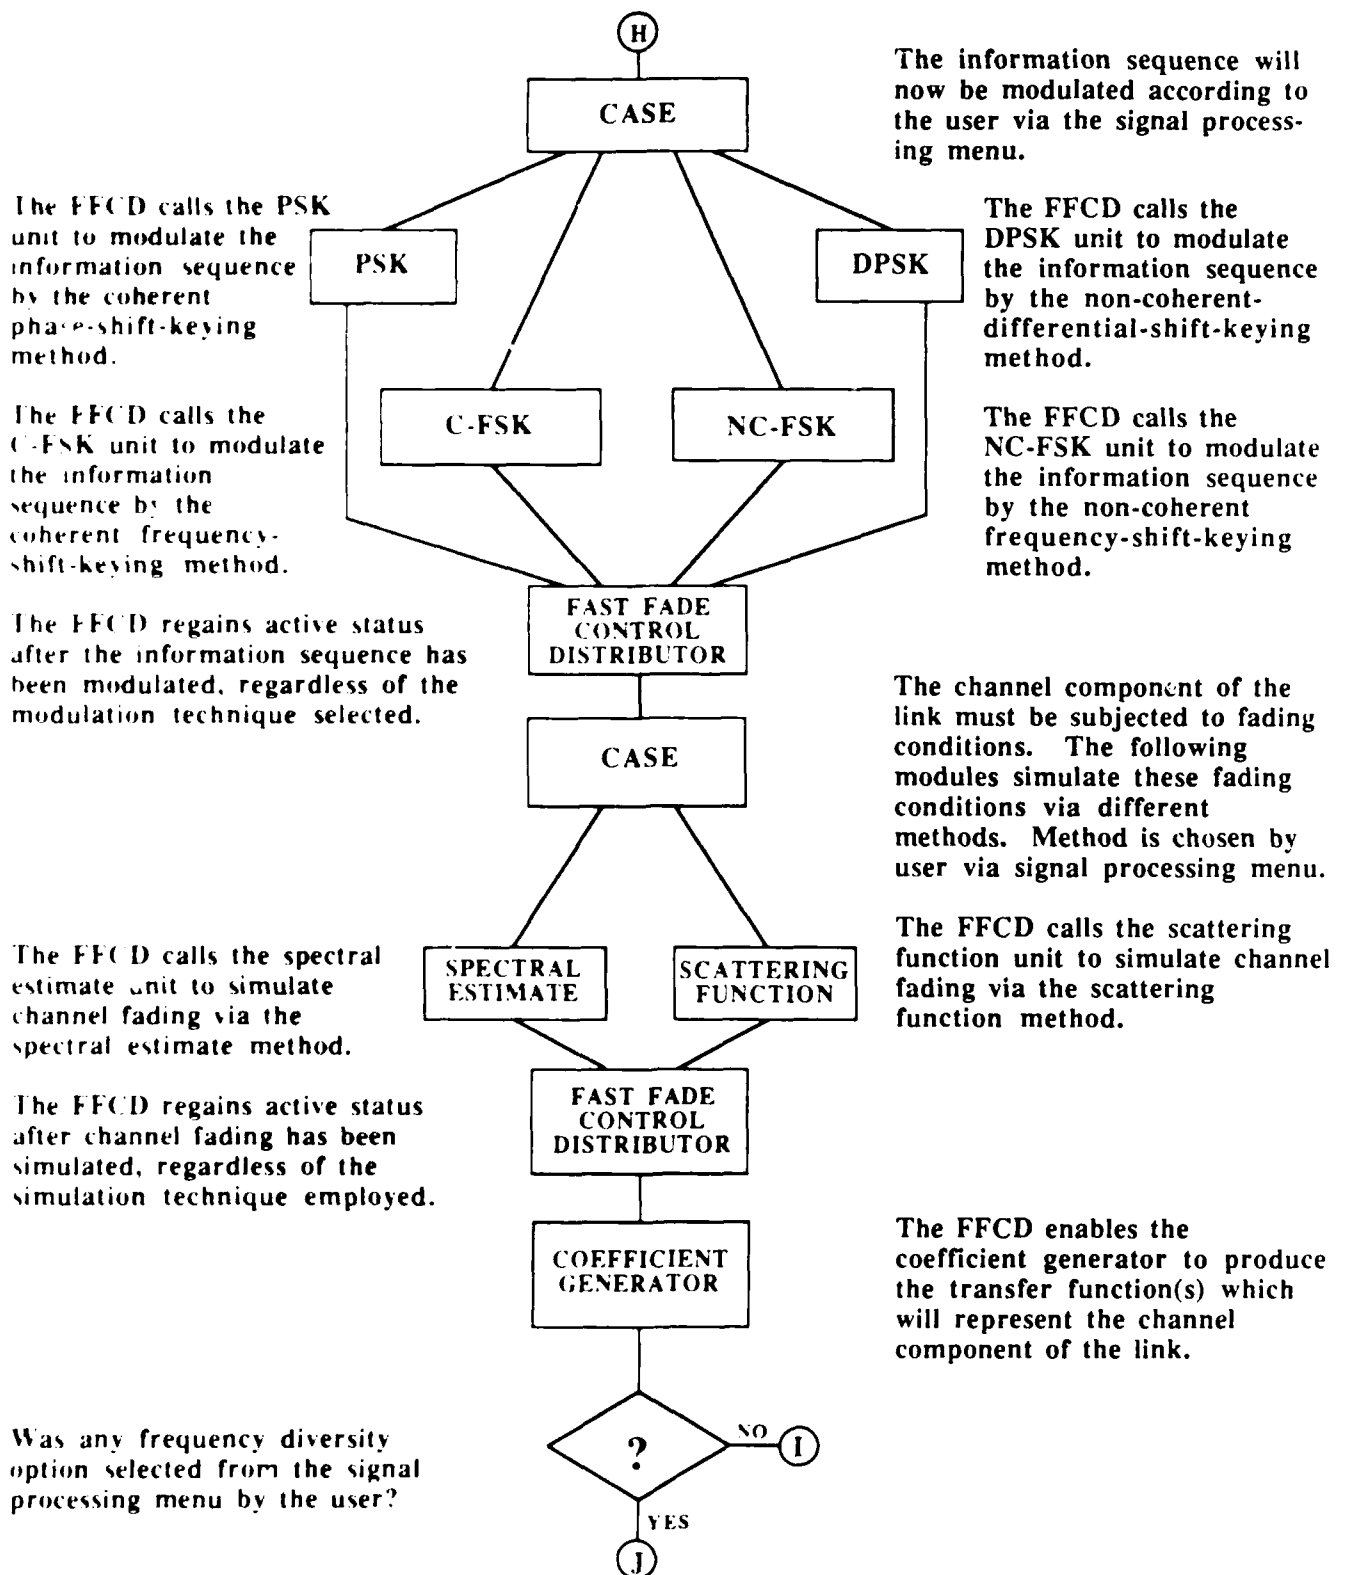 H
CASE
The information sequence will
now be modulated according to
the user via the signal process-
ing menu.
The FFCD calls the PSK
unit to modulate the
information sequence
by the coherent
phase-shift-keying
method.
PSK
DPSK
The FFCD calls the
DPSK unit to modulate
the information sequence
by the non-coherent-
differential-shift-keying
method.
The FFCD calls the
C-FSK unit to modulate
the information
sequence by the
coherent frequency-
shift-keying method.
C-FSK
NC-FSK
The FFCD calls the
NC-FSK unit to modulate
the information sequence
by the non-coherent
frequency-shift-keying
method.
FAST FADE
CONTROL
DISTRIBUTOR
The FFCD regains active status
after the information sequence has
been modulated, regardless of the
modulation technique selected.
CASE
The channel component of the
link must be subjected to fading
conditions. The following
modules simulate these fading
conditions via different
methods. Method is chosen by
user via signal processing menu.
The FFCD calls the spectral
estimate unit to simulate
channel fading via the
spectral estimate method.
SPECTRAL
ESTIMATE
SCATTERING
FUNCTION
The FFCD calls the scattering
function unit to simulate channel
fading via the scattering
function method.
The FFCD regains active status
after channel fading has been
simulated, regardless of the
simulation technique employed.
FAST FADE
CONTROL
DISTRIBUTOR
COEFFICIENT
GENERATOR
The FFCD enables the
coefficient generator to produce
the transfer function(s) which
will represent the channel
component of the link.
Was any frequency diversity
option selected from the signal
processing menu by the user?
?
NO
I
YES
J